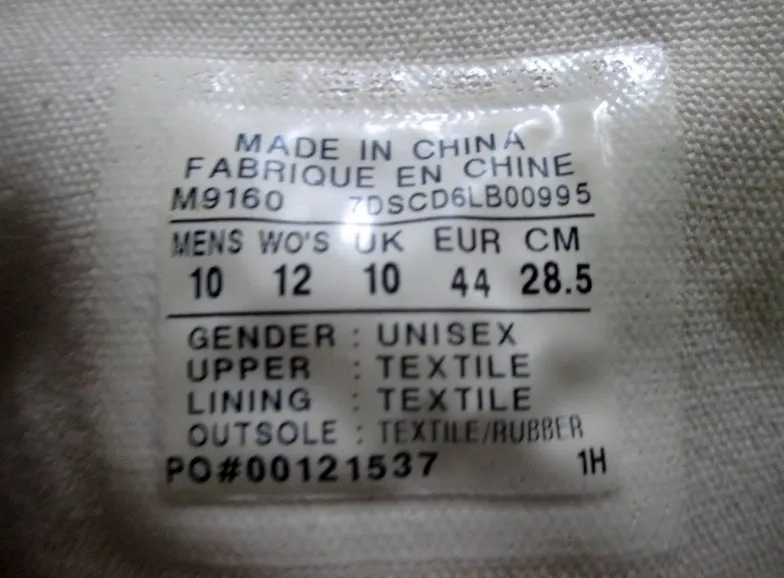 MADE IN CHINA
FABRIQUE EN CHINE
M9160 7DSCD6LB00995
MENS WO'S UK EUR CM
10 12 10 44 28.5
GENDER : UNISEX
UPPER : TEXTILE
LINING : TEXTILE
OUTSOLE : TEXTILE/RUBBER
PO#00121537 1H